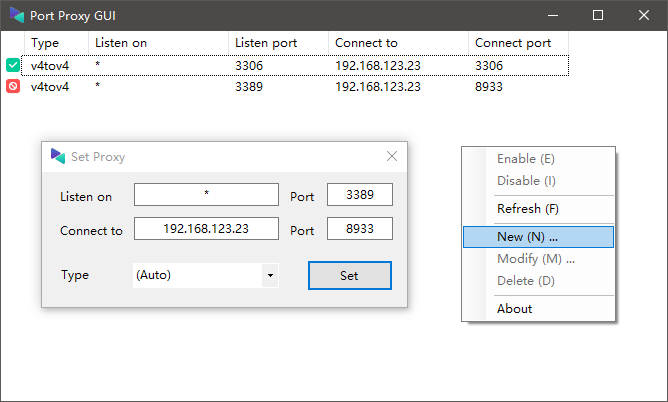 Port Proxy GUI
Type Listen on Listen port Connect to Connect port
v4tov4 * 3306 192.168.123.23 3306
v4tov4 * 3389 192.168.123.23 8933
Set Proxy
Listen on * Port 3389
Connect to 192.168.123.23 Port 8933
Type (Auto) Set
Enable (E)
Disable (I)
Refresh (F)
New (N) ...
Modify (M) ...
Delete (D)
About